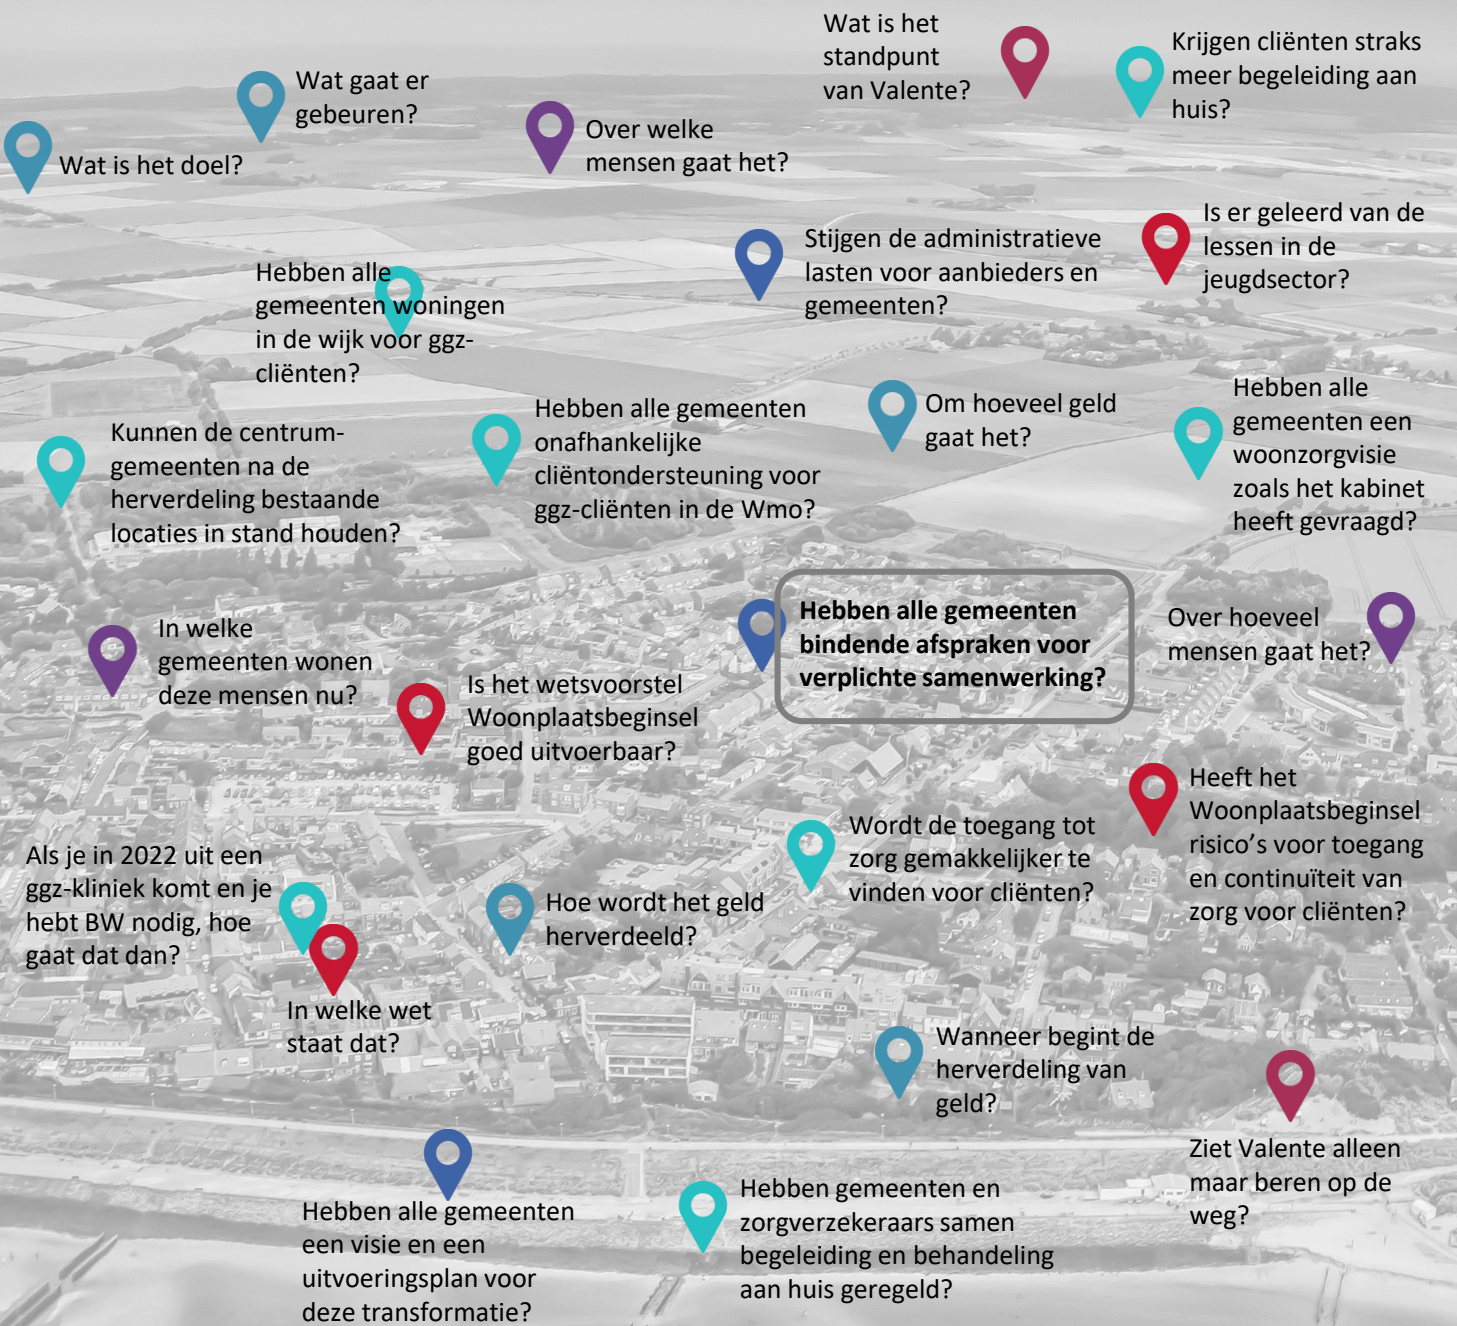 Wat is het
standpunt
van Valente?
Krijgen cliënten straks
meer begeleiding aan
huis?
Wat gaat er
gebeuren?
Over welke
mensen gaat het?
Wat is het doel?
Is er geleerd van de
lessen in de
jeugdsector?
Stijgen de administratieve
lasten voor aanbieders en
gemeenten?
Hebben alle
gemeenten woningen
in de wijk voor ggz-
cliënten?
Hebben alle
gemeenten een
woonzorgvisie
zoals het kabinet
heeft gevraagd?
Om hoeveel geld
gaat het?
Hebben alle gemeenten
onafhankelijke
cliëntondersteuning voor
ggz-cliënten in de Wmo?
Kunnen de centrum-
gemeenten na de
herverdeling bestaande
locaties in stand houden?
Hebben alle gemeenten
bindende afspraken voor
verplichte samenwerking?
Over hoeveel
mensen gaat het?
In welke
gemeenten wonen
deze mensen nu?
Is het wetsvoorstel
Woonplaatsbeginsel
goed uitvoerbaar?
Heeft het
Woonplaatsbeginsel
risico's voor toegang
en continuïteit van
zorg voor cliënten?
Wordt de toegang tot
zorg gemakkelijker te
vinden voor cliënten?
Als je in 2022 uit een
ggz-kliniek komt en je
hebt BW nodig, hoe
gaat dat dan?
Hoe wordt het geld
herverdeeld?
In welke wet
staat dat?
Wanneer begint de
herverdeling van
geld?
Ziet Valente alleen
maar beren op de
weg?
Hebben alle gemeenten
een visie en een
uitvoeringsplan voor
deze transformatie?
Hebben gemeenten en
zorgverzekeraars samen
begeleiding en behandeling
aan huis geregeld?